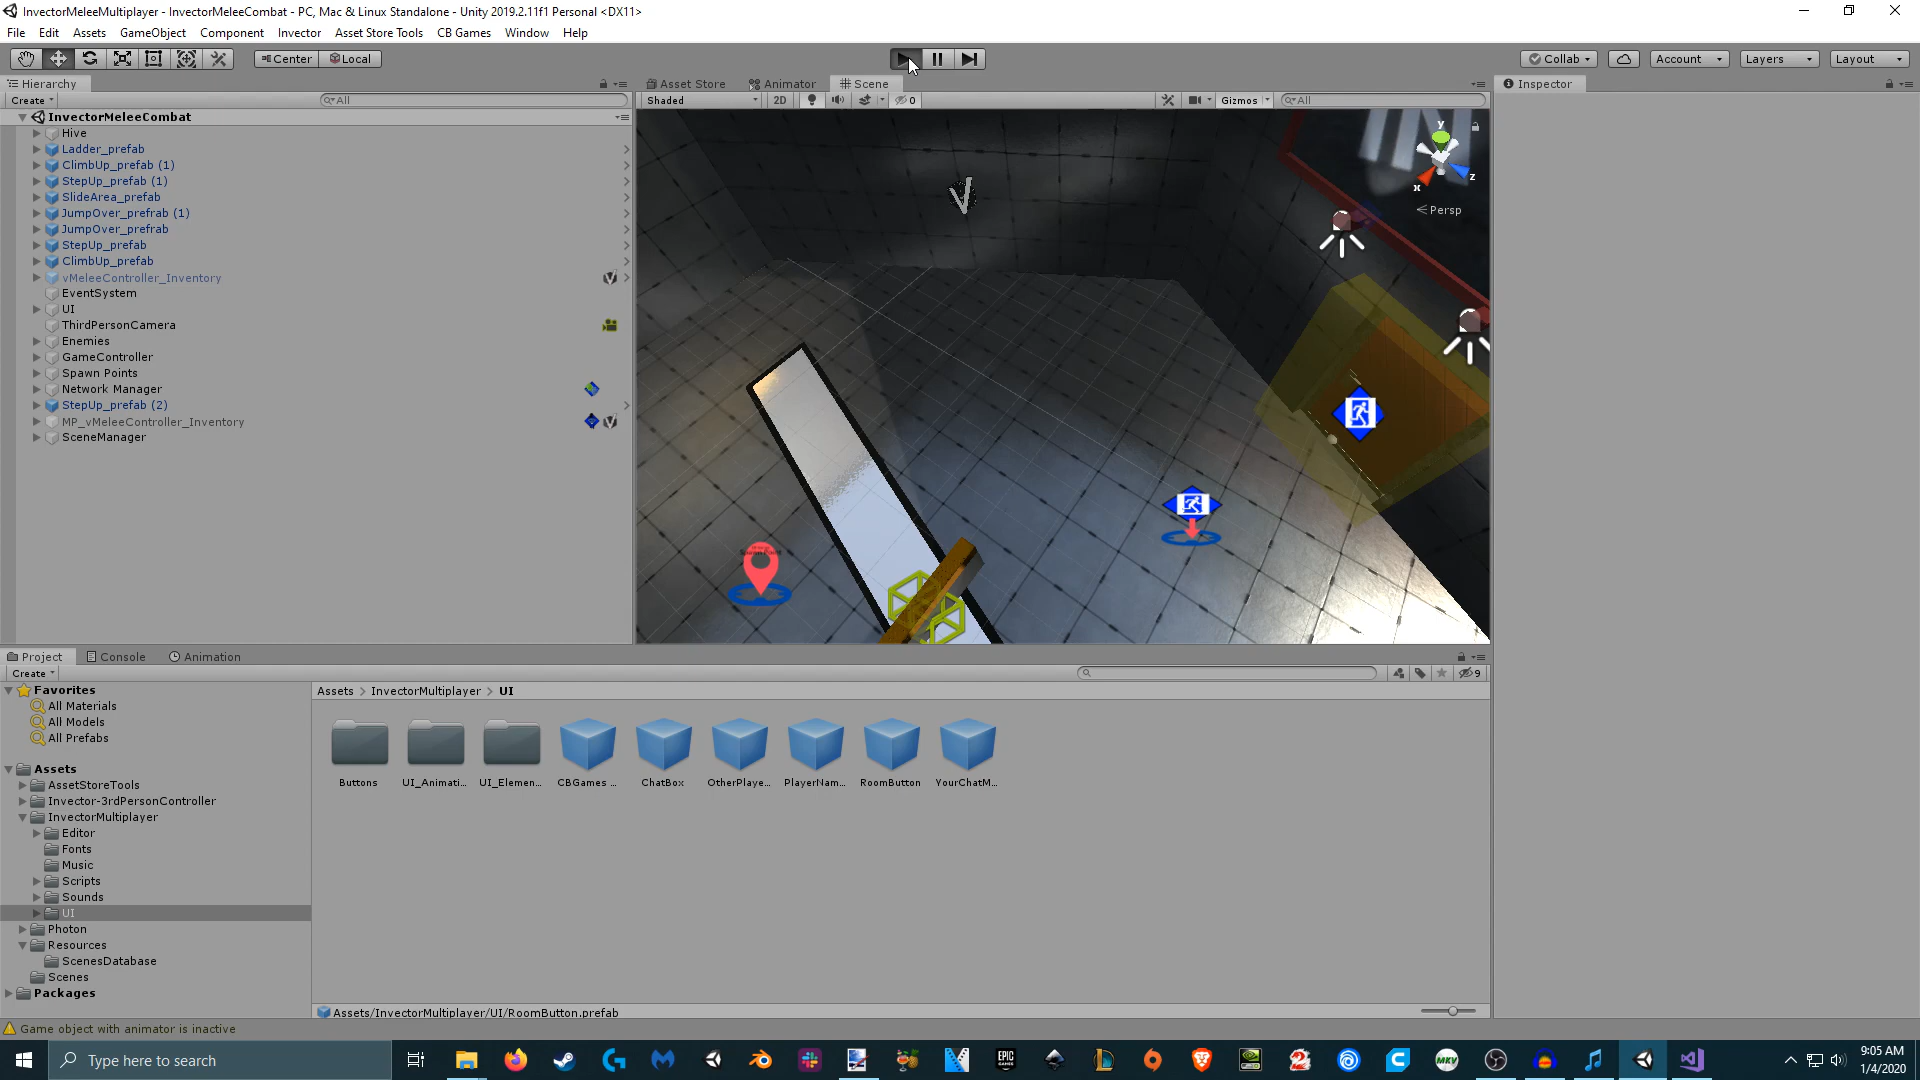 InvectorMeleeMultiplayer - InvectorMeleeCombat - PC, Mac & Linux Standalone - Unity 2019.2.11f1 Personal <DX11>
File Edit Assets GameObject Component Invector Asset Store Tools CB Games Window Help
Center Local Collab Account Layers Layout
Hierarchy Asset Store Animator Scene Inspector
Create All Shaded 2D 0 Gizmos All
InvectorMeleeCombat
Hive
Ladder_prefab
ClimbUp_prefab (1)
StepUp_prefab (1)
SlideArea_prefab
JumpOver_prefrab (1)
JumpOver_prefrab
StepUp_prefab
ClimbUp_prefab
vMeleeController_Inventory
EventSystem
UI
ThirdPersonCamera
Enemies
GameController
Spawn Points
Network Manager
StepUp_prefab (2)
MP_vMeleeController_Inventory
SceneManager
y
x
z
Persp
V
Project Console Animation
Create 9
Favorites
All Materials
All Models
All Prefabs
Assets
AssetStoreTools
Invector-3rdPersonController
InvectorMultiplayer
Editor
Fonts
Music
Scripts
Sounds
UI
Photon
Resources
ScenesDatabase
Scenes
Packages
Assets > InvectorMultiplayer > UI
Buttons UI_Animati... UI_Elemen... CBGames ... ChatBox OtherPlaye... PlayerNam... RoomButton YourChatM...
Assets/InvectorMultiplayer/UI/RoomButton.prefab
Game object with animator is inactive
Type here to search
EPIC GAMES
MKV
9:05 AM
1/4/2020